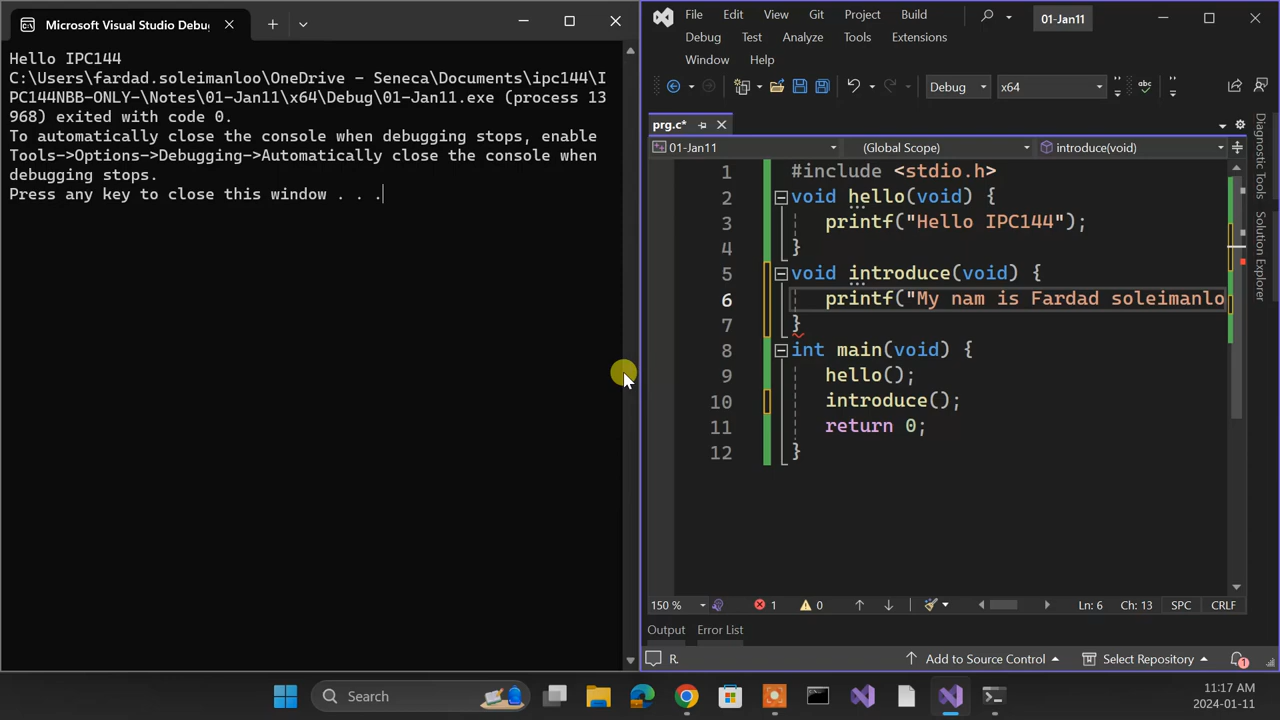 Microsoft Visual Studio Debu
Hello IPC144
C:\Users\fardad.soleimanloo\OneDrive - Seneca\Documents\ipc144\I
PC144NBB-ONLY-\Notes\01-Jan11\x64\Debug\01-Jan11.exe (process 13
968) exited with code 0.
To automatically close the console when debugging stops, enable
Tools->Options->Debugging->Automatically close the console when
debugging stops.
Press any key to close this window . . .
File Edit View Git Project Build
01-Jan11
Debug Test Analyze Tools Extensions
Window Help
Debug x64
prg.c*
01-Jan11 (Global Scope) introduce(void)
1 #include <stdio.h>
2 void hello(void) {
3 printf("Hello IPC144");
4 }
5 void introduce(void) {
6 printf("My nam is Fardad soleimanlo
7 }
8 int main(void) {
9 hello();
10 introduce();
11 return 0;
12 }
Diagnostic Tools
Solution Explorer
150 % 1 0 Ln: 6 Ch: 13 SPC CRLF
Output Error List
R. Add to Source Control Select Repository 1
Search
11:17 AM
2024-01-11